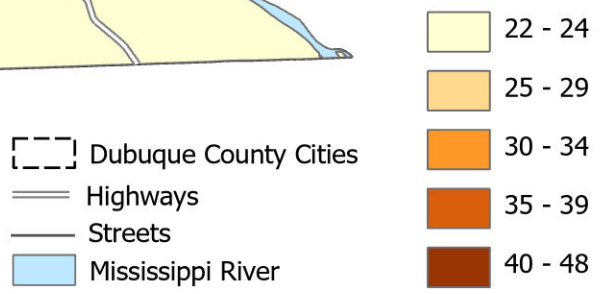 Dubuque County Cities
Highways
Streets
Mississippi River
22 - 24
25 - 29
30 - 34
35 - 39
40 - 48